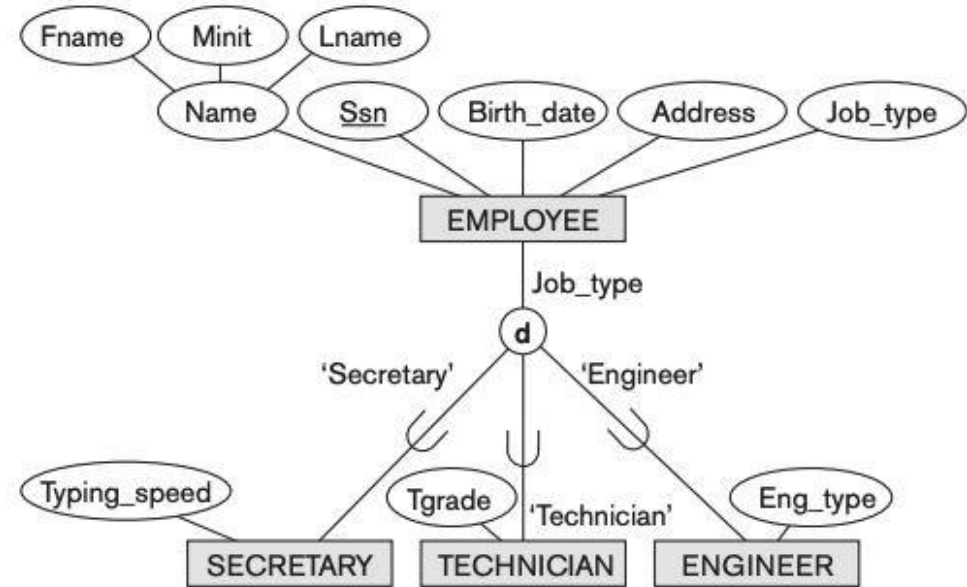 Fname Minit Lname
Name Ssn Birth_date Address Job_type
EMPLOYEE
Job_type
d
‘Secretary’ ‘Engineer’
Typing_speed Tgrade ‘Technician’ Eng_type
SECRETARY TECHNICIAN ENGINEER